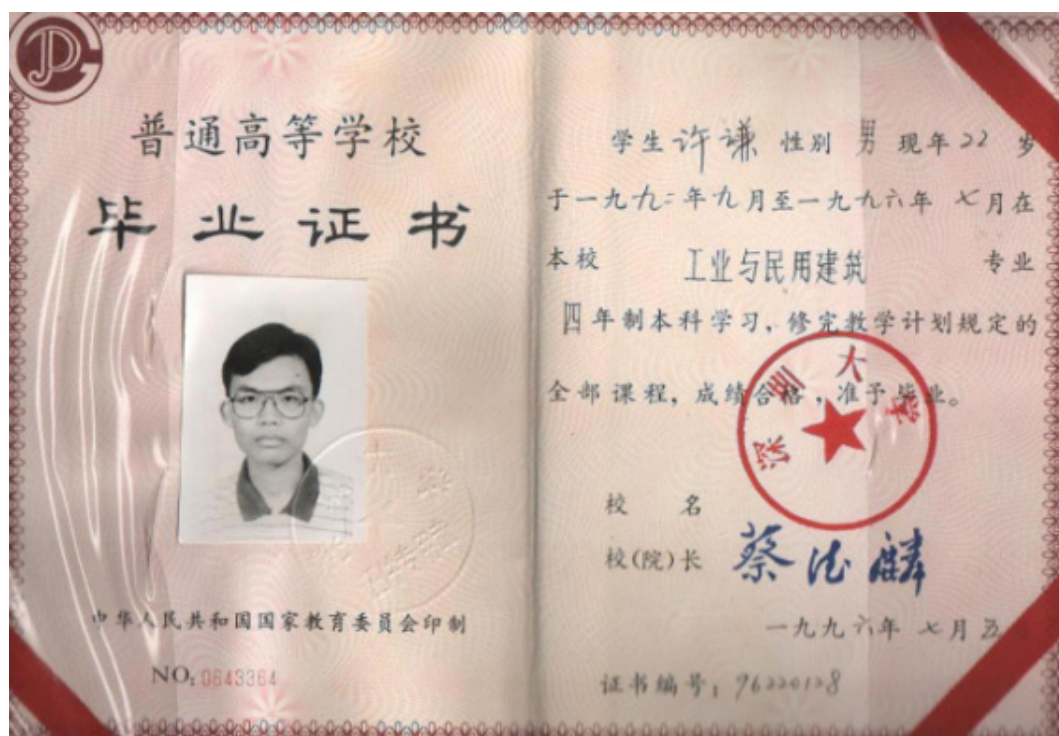 普通高等学校
毕业证书
中华人民共和国国家教育委员会印制
NO:0643364
学生 许谦 性别 男 现年 22 岁
于一九九二年九月至一九九六年 七月在
本校 工业与民用建筑 专业
四年制本科学习，修完教学计划规定的
全部课程，成绩合格，准予毕业。
深圳大学
校 名
校(院)长 蔡德麟
一九九六年 七月五
证书编号：96220128